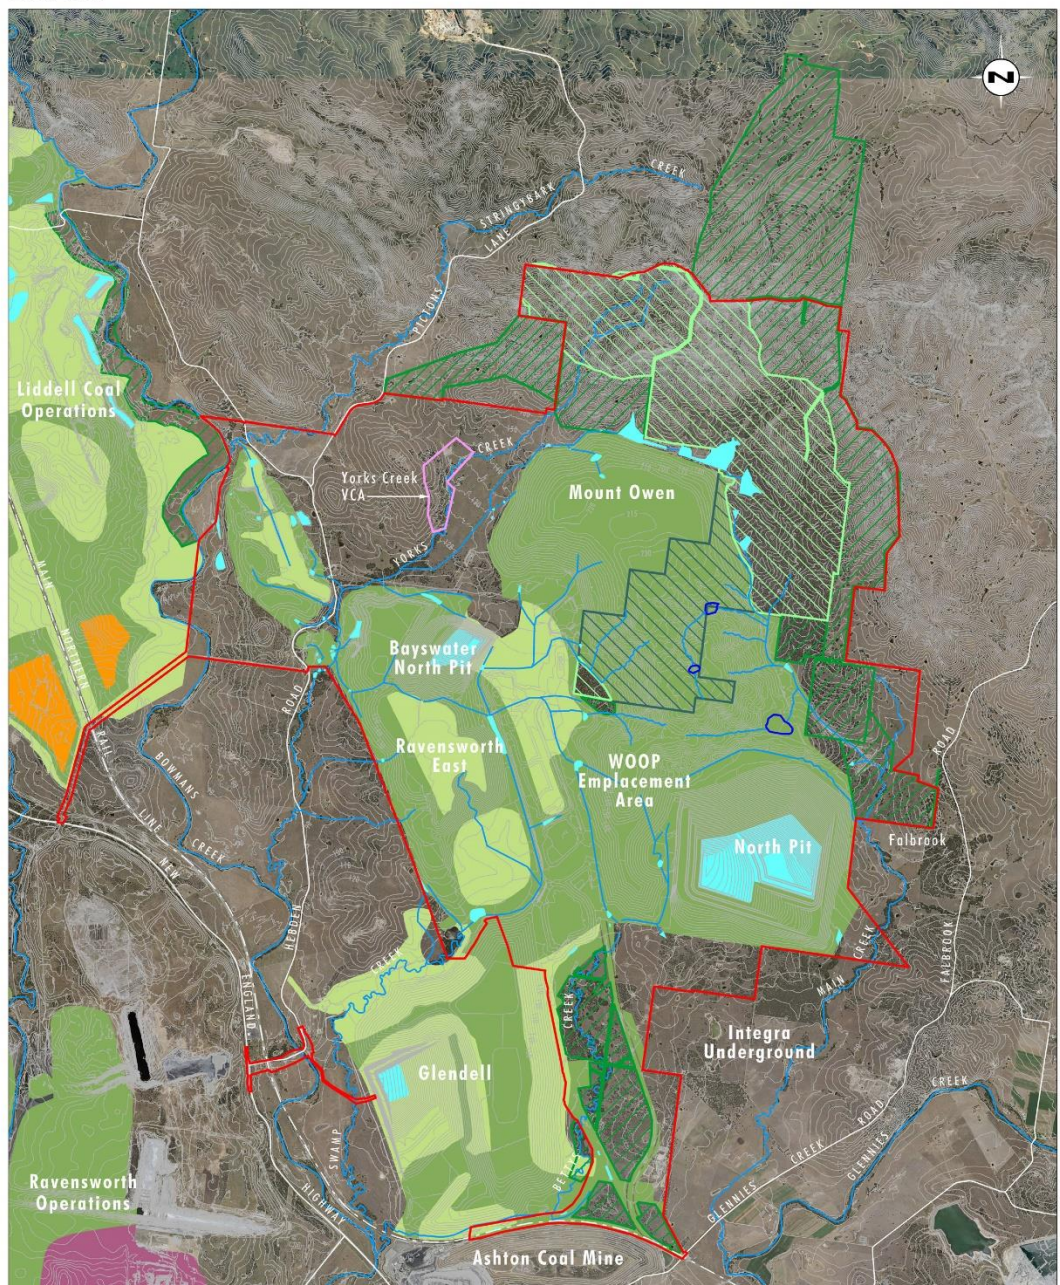 N
CREEK
STRINGYBARK
LANE
PICTONS
Liddell Coal
Operations
CREEK
Yorks Creek
VCA
YORKS
Mount Owen
MAIN
NORTHERN
RAIL
LINE
Bayswater
North Pit
ROAD
HEBDEN
BOWMANS
CREEK
Ravensworth
East
WOOP
Emplacement
Area
North Pit
ROAD
FALBROOK
Falbrook
NEW
ENGLAND
HIGHWAY
CREEK
SWAMP
CREEK
BETTYS
MAIN
CREEK
Integra
Underground
Glendell
CREEK
GLENNIES
GLENNIES
CREEK
ROAD
Ravensworth
Operations
Ashton Coal Mine